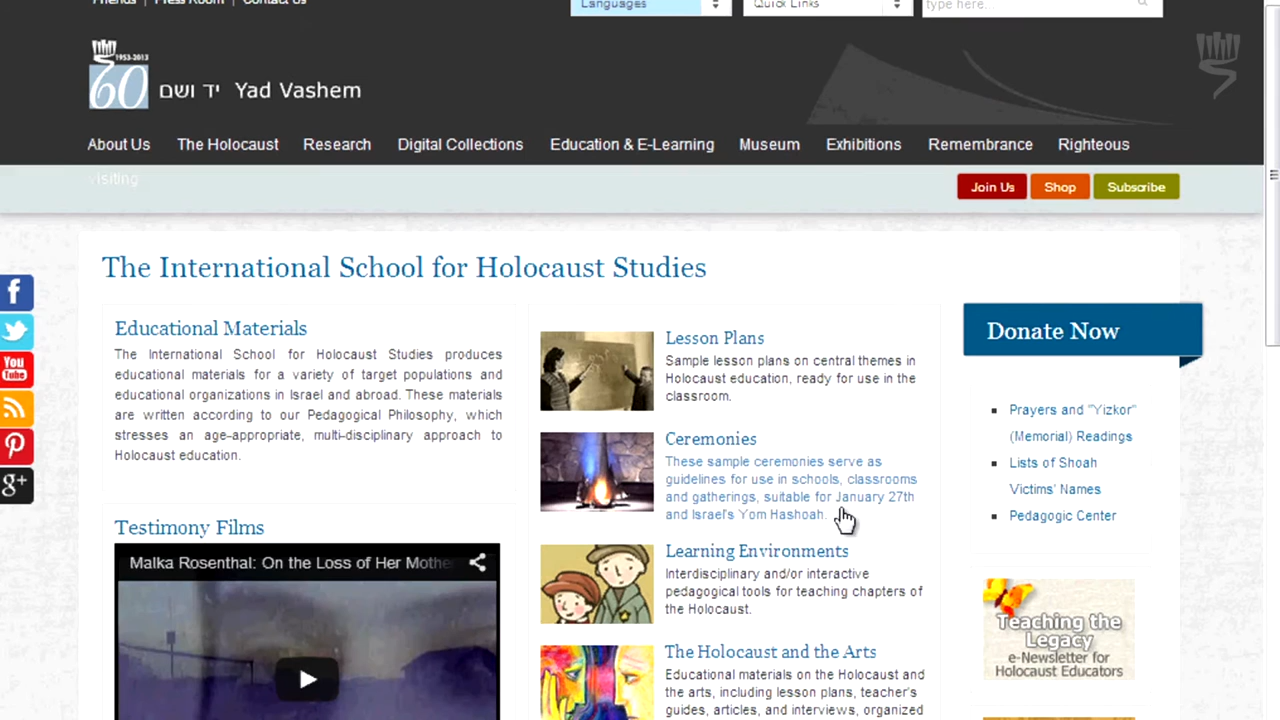 Friends | Press Room | Contact Us
Languages
Quick Links
type here.
1953-2013
60
יד ושם Yad Vashem
About Us The Holocaust Research Digital Collections Education & E-Learning Museum Exhibitions Remembrance Righteous
Visiting
Join Us Shop Subscribe
The International School for Holocaust Studies
Educational Materials
The International School for Holocaust Studies produces
educational materials for a variety of target populations and
educational organizations in Israel and abroad. These materials
are written according to our Pedagogical Philosophy, which
stresses an age-appropriate, multi-disciplinary approach to
Holocaust education.
Testimony Films
Malka Rosenthal: On the Loss of Her Mothe
Lesson Plans
Sample lesson plans on central themes in
Holocaust education, ready for use in the
classroom.
Ceremonies
These sample ceremonies serve as
guidelines for use in schools, classrooms
and gatherings, suitable for January 27th
and Israel's Yom Hashoah.
Learning Environments
Interdisciplinary and/or interactive
pedagogical tools for teaching chapters of
the Holocaust.
The Holocaust and the Arts
Educational materials on the Holocaust and
the arts, including lesson plans, teacher's
guides, articles, and interviews, organized
Donate Now
Prayers and "Yizkor"
(Memorial) Readings
Lists of Shoah
Victims' Names
Pedagogic Center
Teaching the
Legacy
e-Newsletter for
Holocaust Educators
f
You
Tube
g+